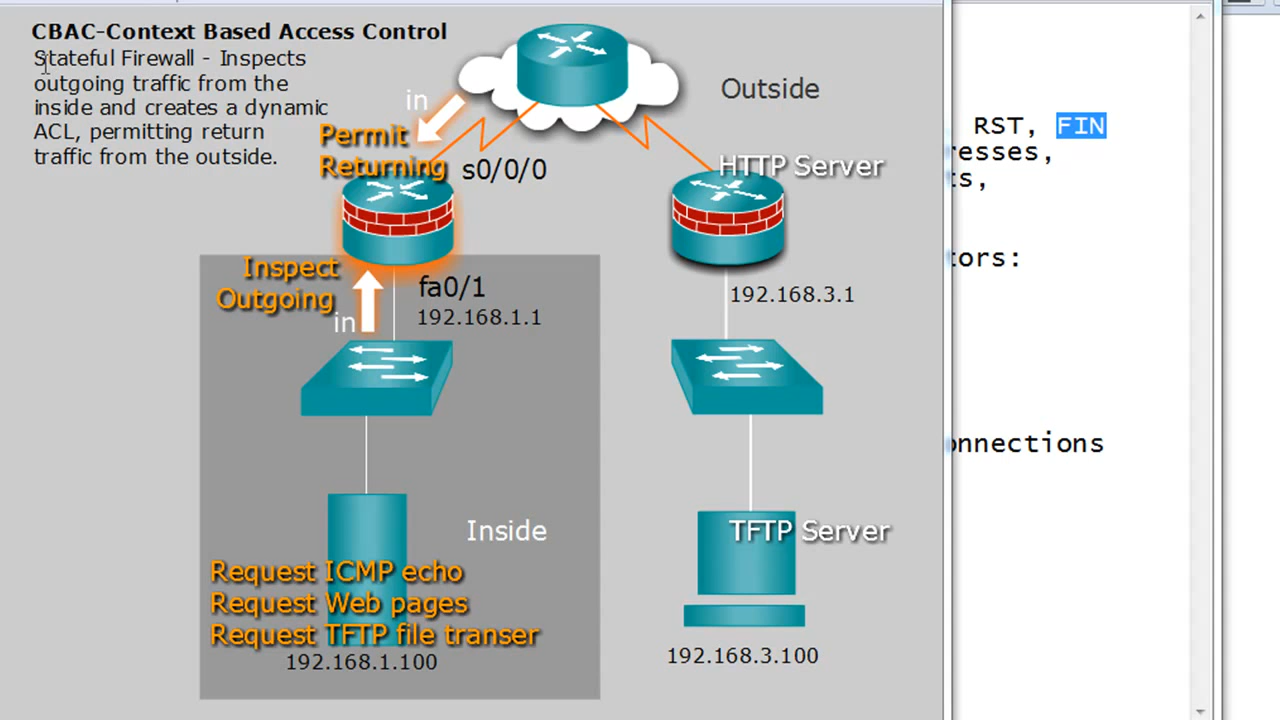 CBAC-Context Based Access Control
Stateful Firewall - Inspects
outgoing traffic from the
inside and creates a dynamic
ACL, permitting return
traffic from the outside.
in
Permit
Returning
s0/0/0
Outside
HTTP Server
Inspect
Outgoing
in
fa0/1
192.168.1.1
192.168.3.1
Inside
TFTP Server
Request ICMP echo
Request Web pages
Request TFTP file transer
192.168.1.100
192.168.3.100
RST, FIN
resses,
ts,
tors:
onnections